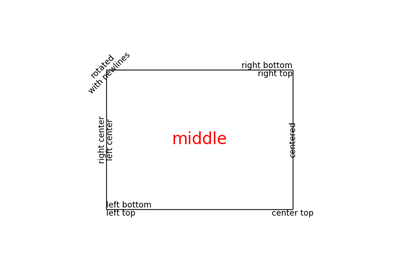 rotated
with newlines
right bottom
right top
right center
left center
middle
centered
left bottom
left top
center top